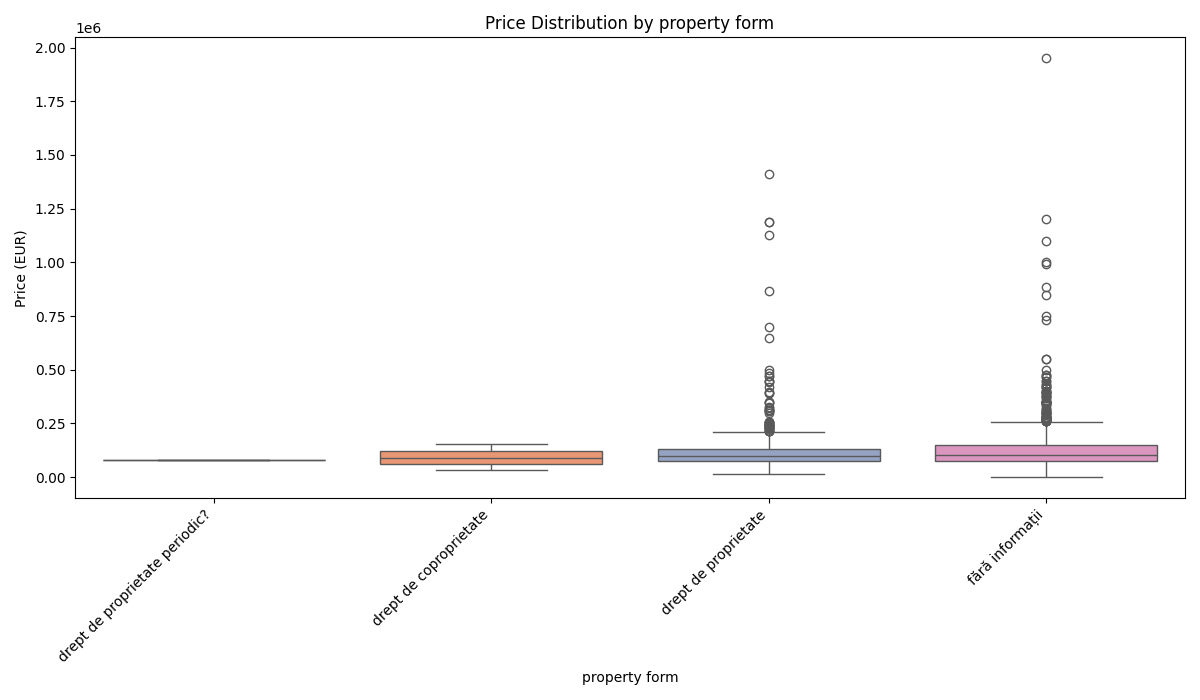 Price Distribution by property form
1e6
2.00
1.75
1.50
1.25
1.00
0.75
0.50
0.25
0.00
Price (EUR)
drept de proprietate periodic?
drept de coproprietate
drept de proprietate
fără informații
property form